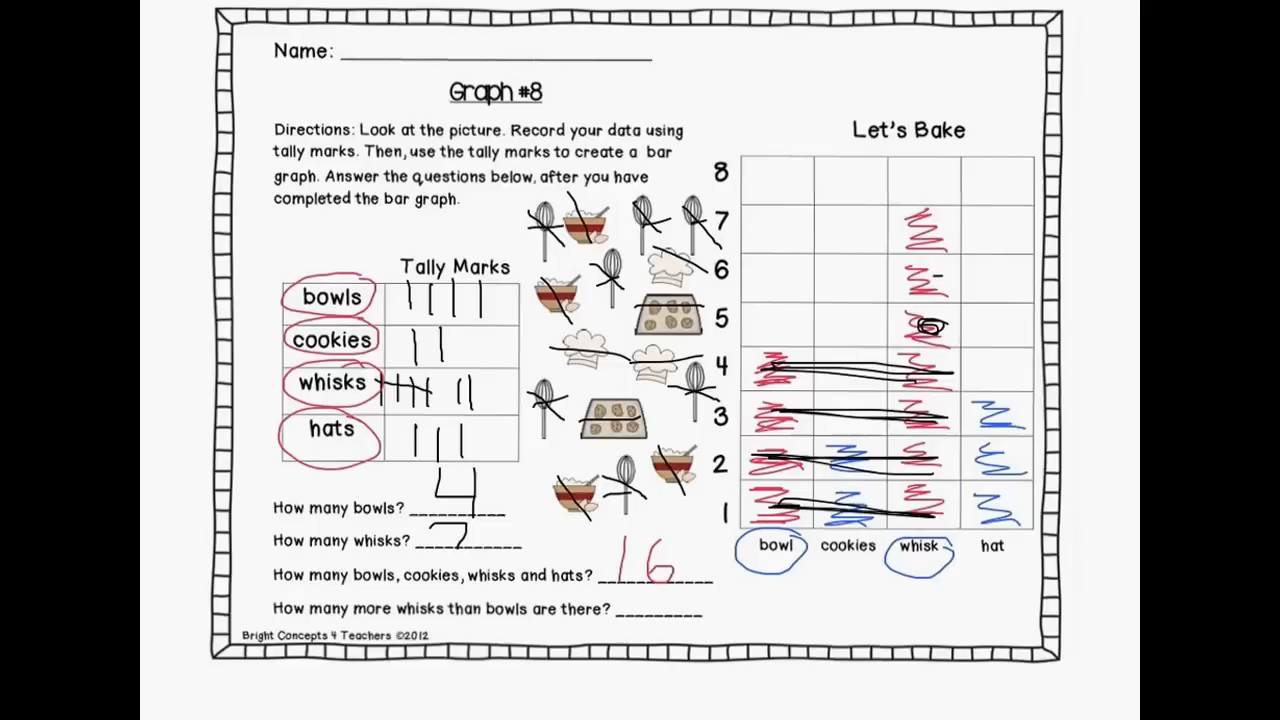 Name:
Graph #8
Directions: Look at the picture. Record your data using
tally marks. Then, use the tally marks to create a bar
graph. Answer the questions below, after you have
completed the bar graph.
Tally Marks
bowls
cookies
whisks
hats
How many bowls? 4
How many whisks? 7
How many bowls, cookies, whisks and hats? 16
How many more whisks than bowls are there?
Bright Concepts 4 Teachers ©2012
Let's Bake
8
7
6
5
4
3
2
1
bowl cookies whisk hat